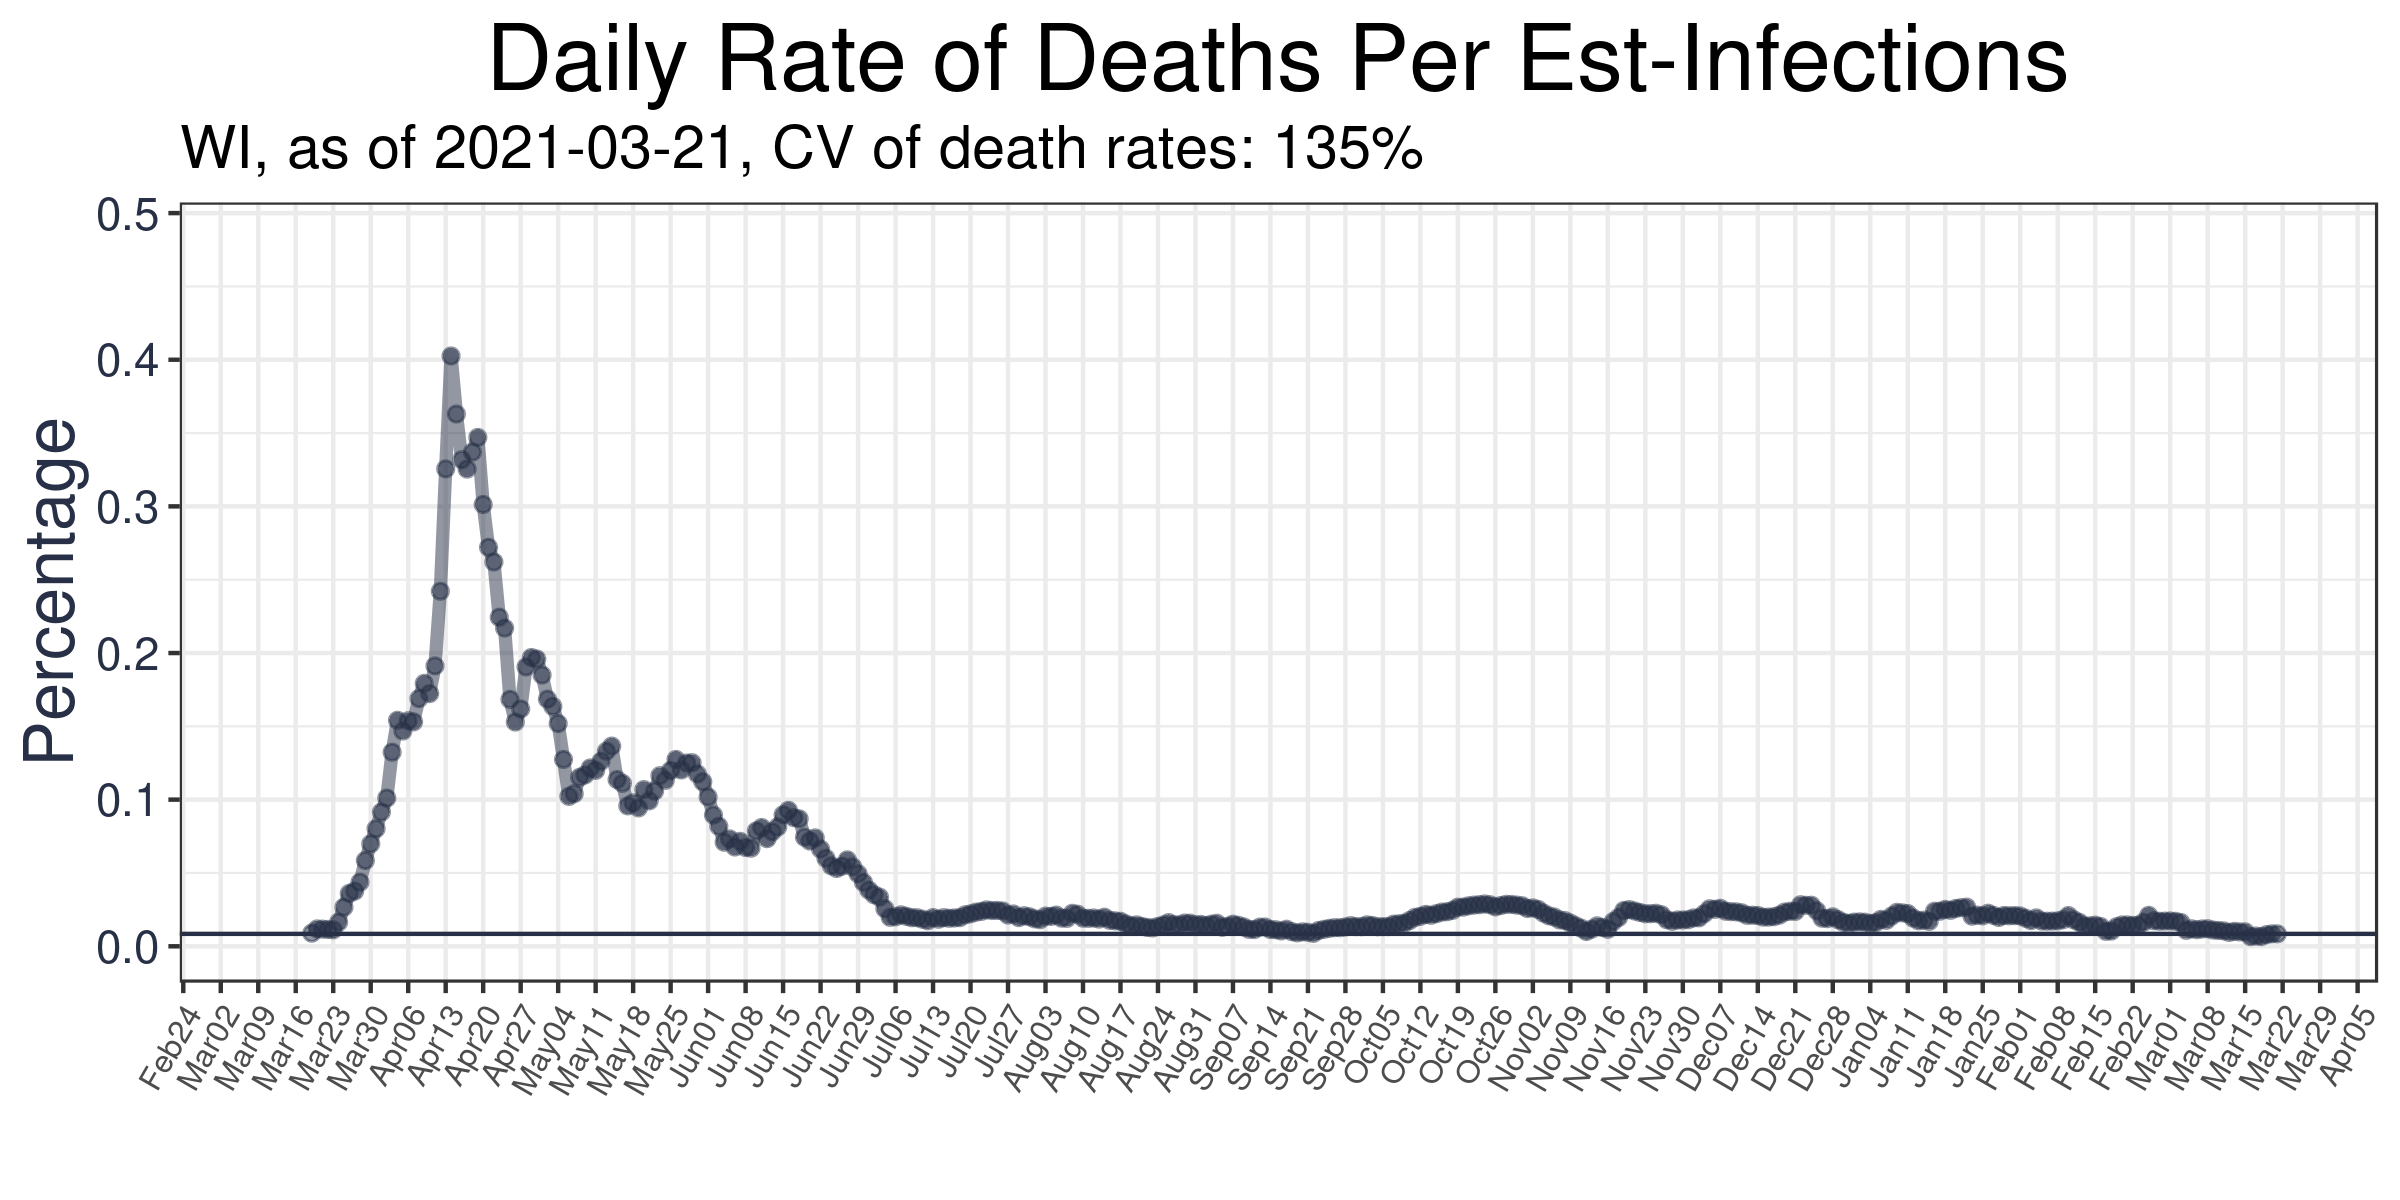 Daily Rate of Deaths Per Est-Infections
WI, as of 2021-03-21, CV of death rates: 135%
Percentage
0.5
0.4
0.3
0.2
0.1
0.0
Feb24
Mar02
Mar09
Mar16
Mar23
Mar30
Apr06
Apr13
Apr20
Apr27
May04
May11
May18
May25
Jun01
Jun08
Jun15
Jun22
Jun29
Jul06
Jul13
Jul20
Jul27
Aug03
Aug10
Aug17
Aug24
Aug31
Sep07
Sep14
Sep21
Sep28
Oct05
Oct12
Oct19
Oct26
Nov02
Nov09
Nov16
Nov23
Nov30
Dec07
Dec14
Dec21
Dec28
Jan04
Jan11
Jan18
Jan25
Feb01
Feb08
Feb15
Feb22
Mar01
Mar08
Mar15
Mar22
Mar29
Apr05